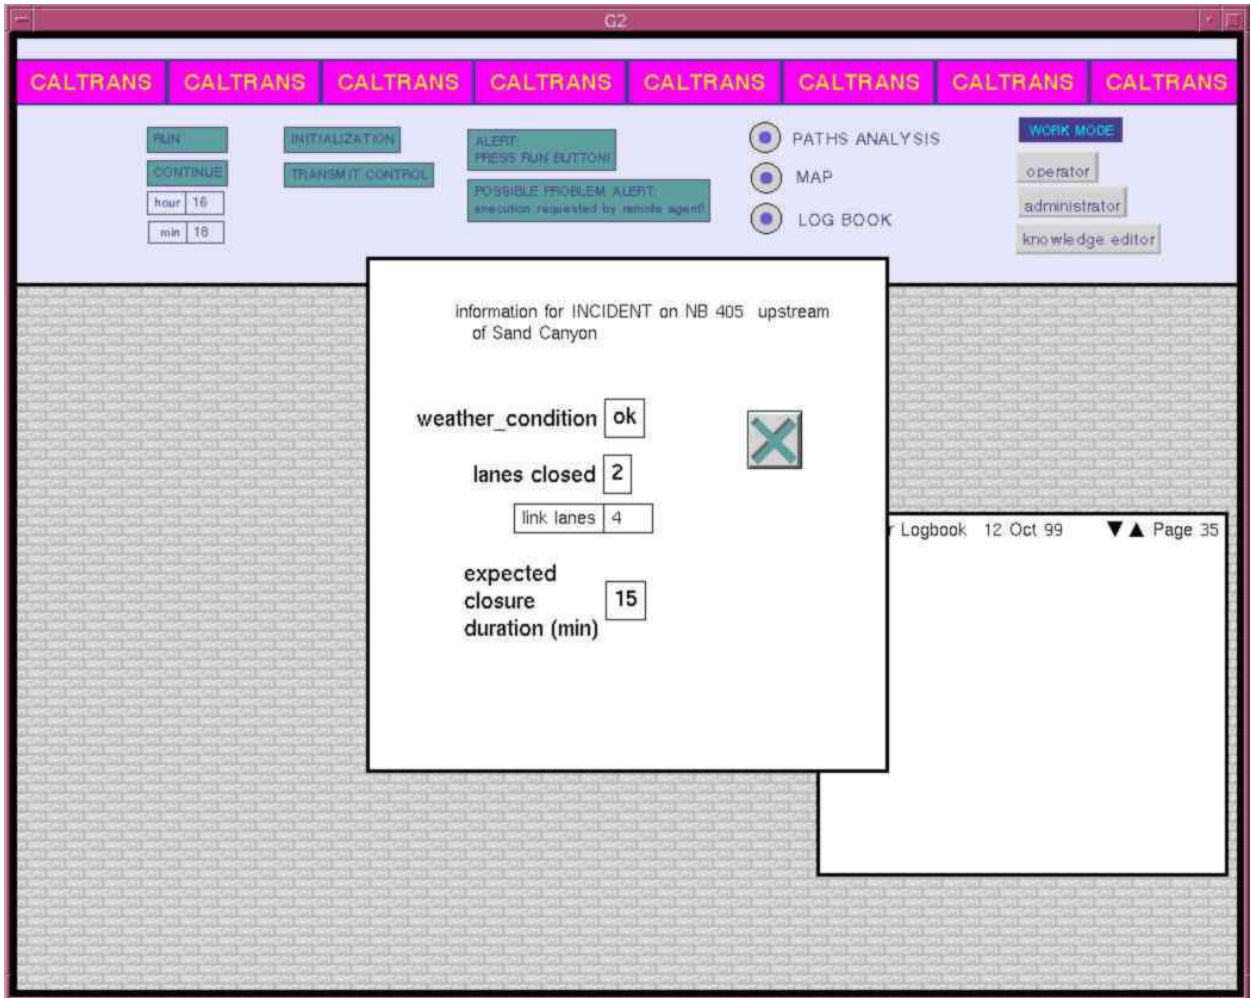 G2
CALTRANS CALTRANS CALTRANS CALTRANS CALTRANS CALTRANS CALTRANS CALTRANS
RUN
CONTINUE
hour 16
min 18
INITIALIZATION
TRANSMIT CONTROL
ALERT:
PRESS RUN BUTTON!
POSSIBLE PROBLEM ALERT:
execution requested by remote agent!
PATHS ANALYSIS
MAP
LOG BOOK
WORK MODE
operator
administrator
knowledge editor
information for INCIDENT on NB 405 upstream
of Sand Canyon
weather_condition ok
lanes closed 2
link lanes 4
expected
closure
duration (min) 15
r Logbook 12 Oct 99 ▼ ▲ Page 35